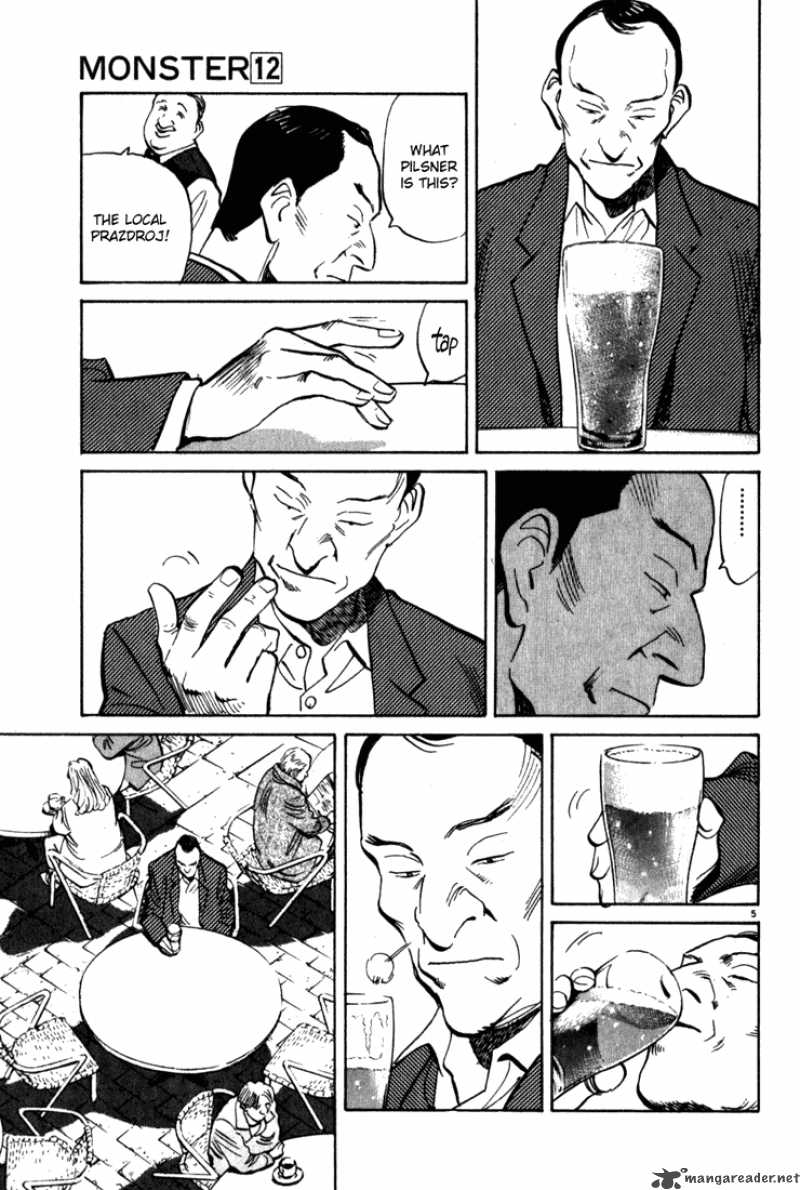 MONSTER 12
WHAT
PILSNER
IS THIS?
THE LOCAL
PRAZDROJ!
tap
........
5
mangareader.net